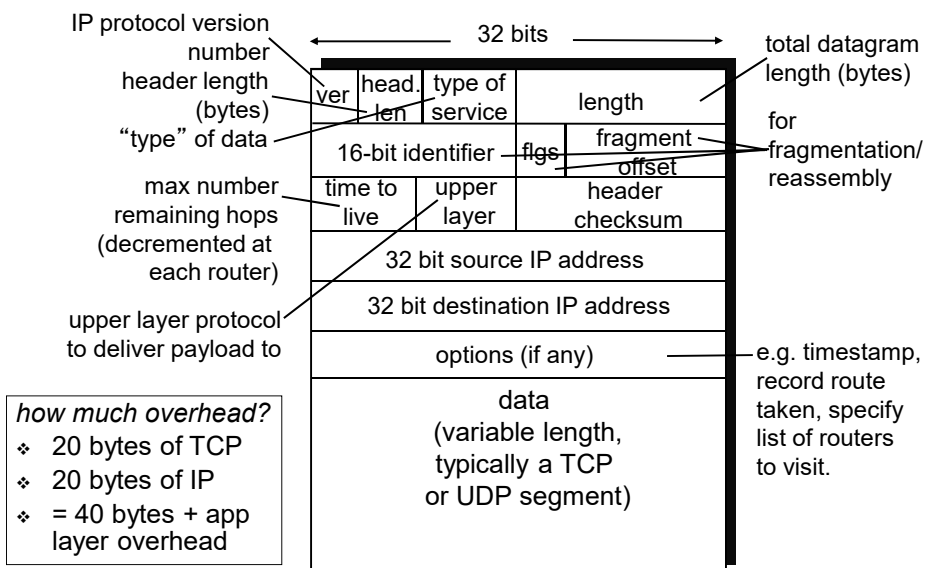 IP protocol version
number
header length
(bytes)
“type” of data
max number
remaining hops
(decremented at
each router)
upper layer protocol
to deliver payload to
how much overhead?
❖ 20 bytes of TCP
❖ 20 bytes of IP
❖ = 40 bytes + app
layer overhead
32 bits
ver
head.
len
type of
service
length
16-bit identifier
flgs
fragment
offset
time to
live
upper
layer
header
checksum
32 bit source IP address
32 bit destination IP address
options (if any)
data
(variable length,
typically a TCP
or UDP segment)
total datagram
length (bytes)
for
fragmentation/
reassembly
e.g. timestamp,
record route
taken, specify
list of routers
to visit.